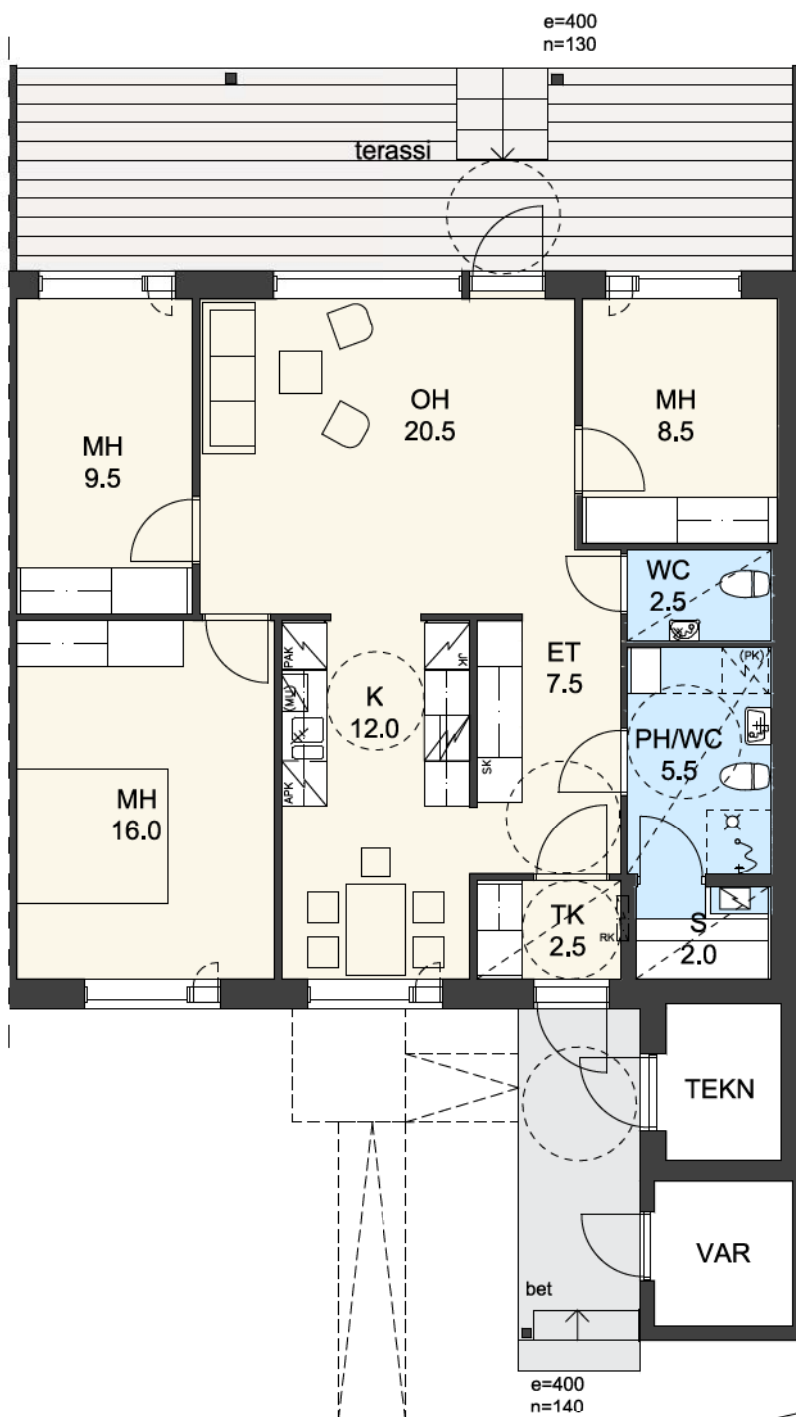 e=400
n=130
terassi
OH
20.5
MH
8.5
MH
9.5
WC
2.5
ET
7.5
PAK
JK
(PK)
(MU)
K
12.0
PH/WC
5.5
SK
APK
MH
16.0
TK
2.5
RK
S
2.0
TEKN
VAR
bet
e=400
n=140